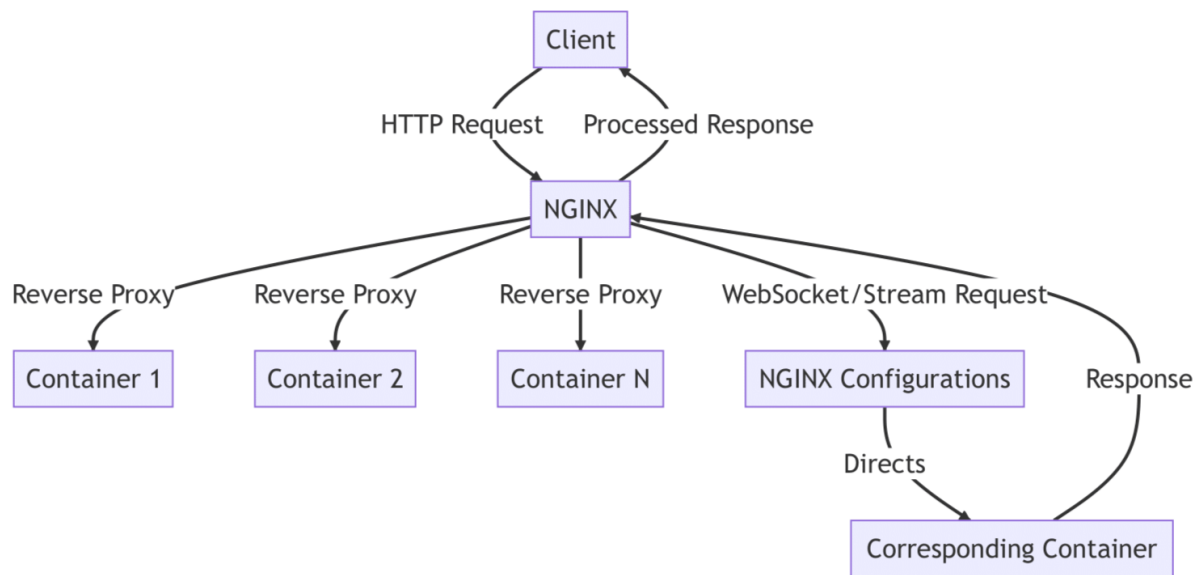 Client
HTTP Request
Processed Response
NGINX
Reverse Proxy
Reverse Proxy
Reverse Proxy
WebSocket/Stream Request
Container 1
Container 2
Container N
NGINX Configurations
Response
Directs
Corresponding Container